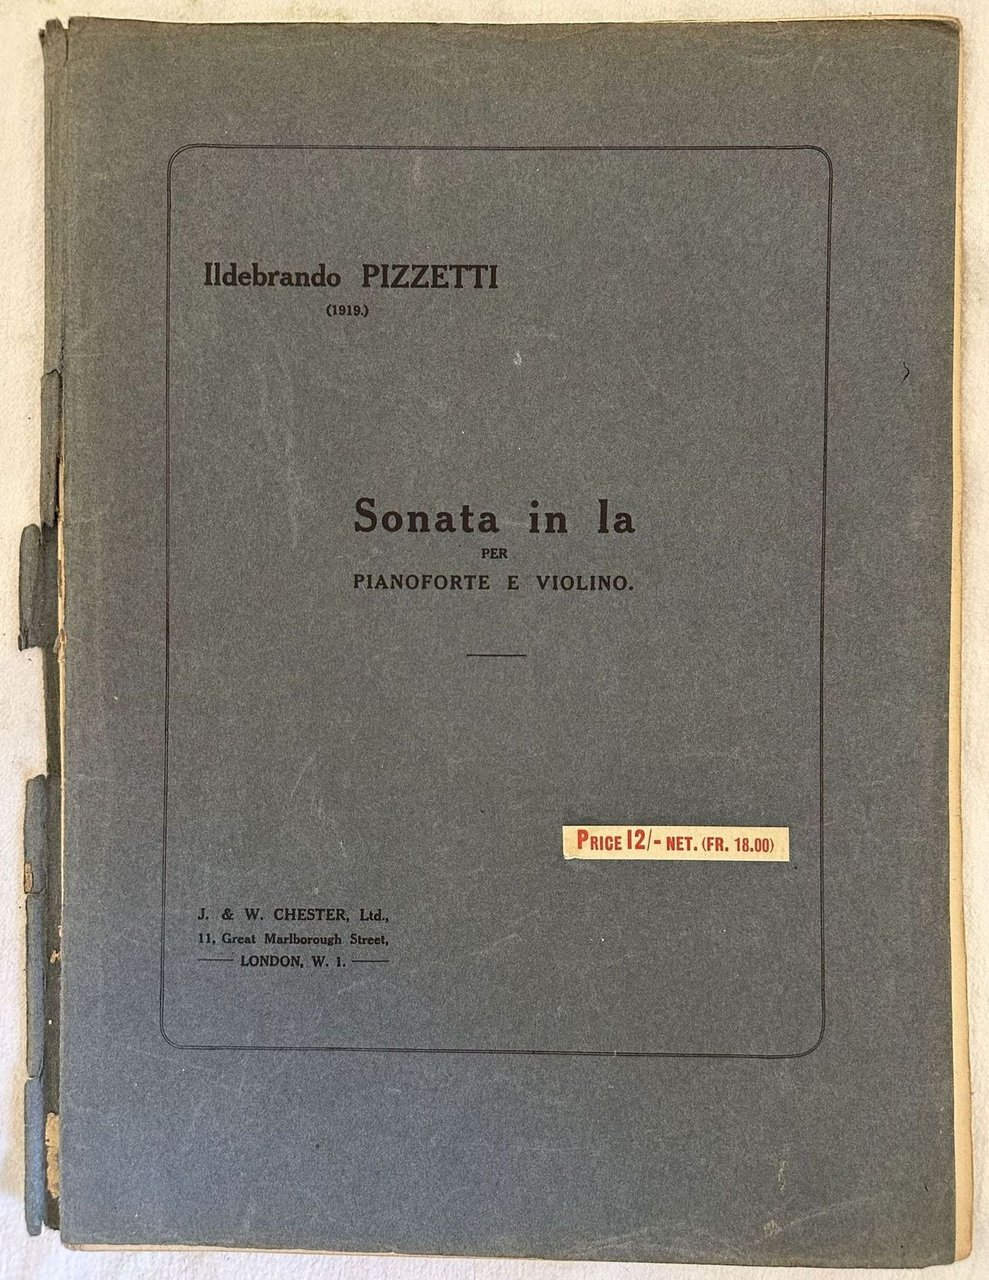 Ildebrando PIZZETTI
(1919.)
Sonata in la
PER
PIANOFORTE E VIOLINO.
PRICE 12/- NET. (FR. 18.00)
J. & W. CHESTER, Ltd.,
11, Great Marlborough Street,
LONDON, W. 1.